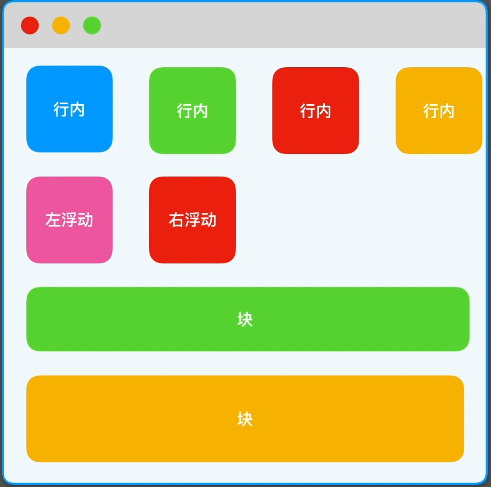 行内 行内 行内 行内
左浮动 右浮动
块
块